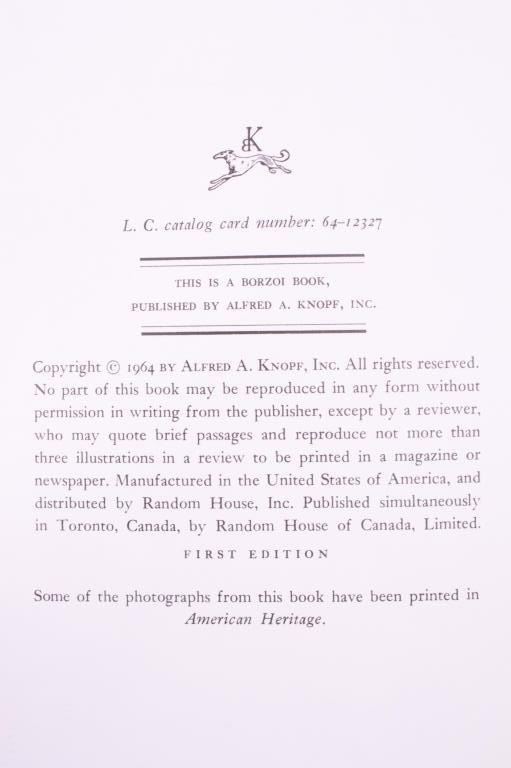 BK
L. C. catalog card number: 64–12327
THIS IS A BORZOI BOOK,
PUBLISHED BY ALFRED A. KNOPF, INC.
Copyright © 1964 BY ALFRED A. KNOPF, INC. All rights reserved.
No part of this book may be reproduced in any form without
permission in writing from the publisher, except by a reviewer,
who may quote brief passages and reproduce not more than
three illustrations in a review to be printed in a magazine or
newspaper. Manufactured in the United States of America, and
distributed by Random House, Inc. Published simultaneously
in Toronto, Canada, by Random House of Canada, Limited.
FIRST EDITION
Some of the photographs from this book have been printed in
American Heritage.